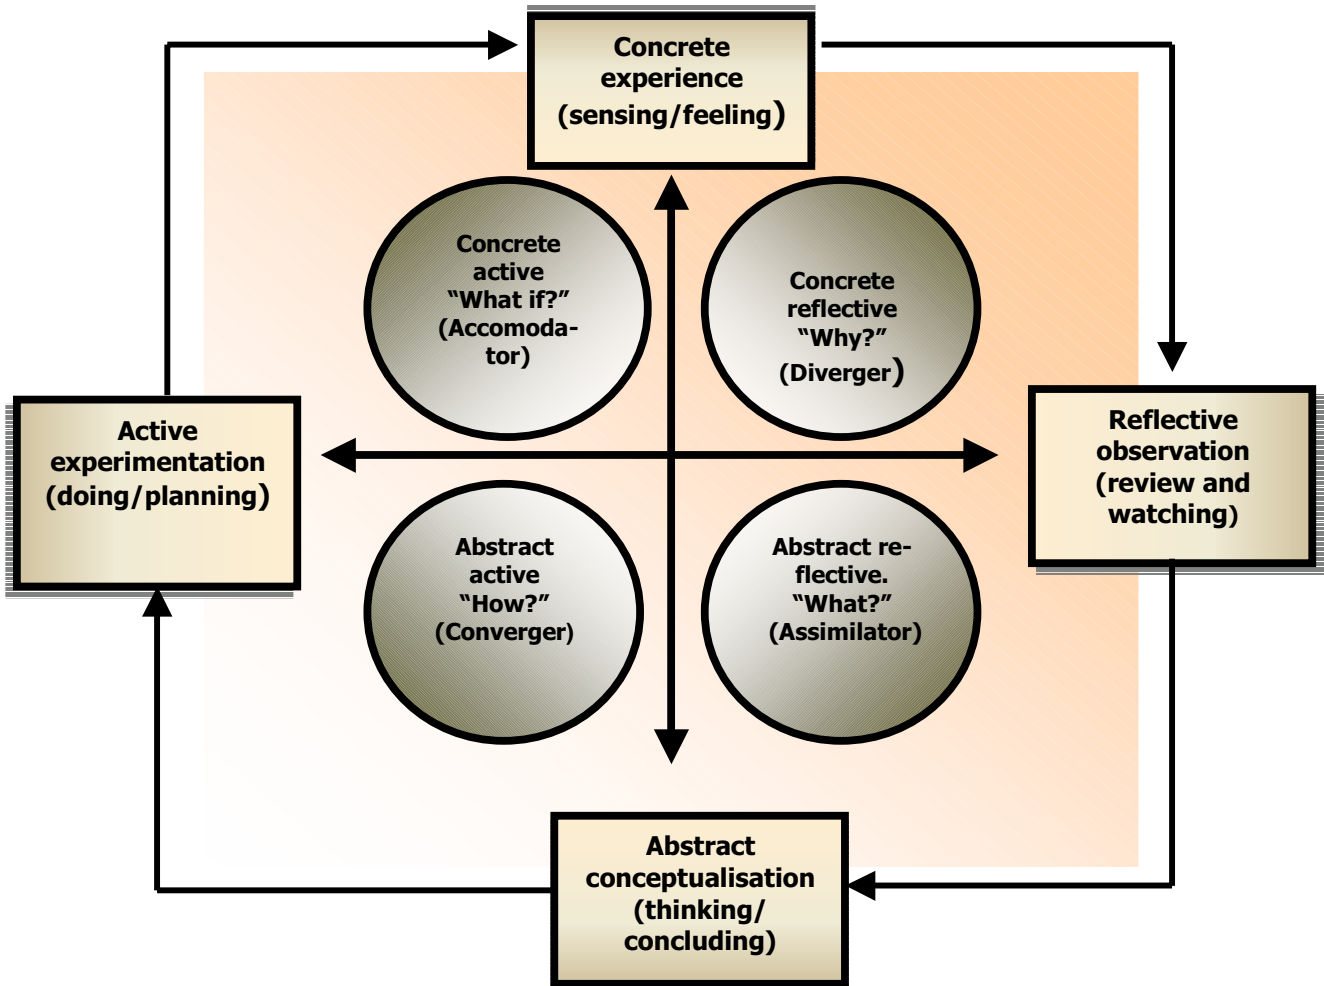 Concrete
experience
(sensing/feeling)
Concrete
active
“What if?”
(Accomoda-
tor)
Concrete
reflective
“Why?”
(Diverger)
Active
experimentation
(doing/planning)
Reflective
observation
(review and
watching)
Abstract
active
“How?”
(Converger)
Abstract re-
flective.
“What?”
(Assimilator)
Abstract
conceptualisation
(thinking/
concluding)